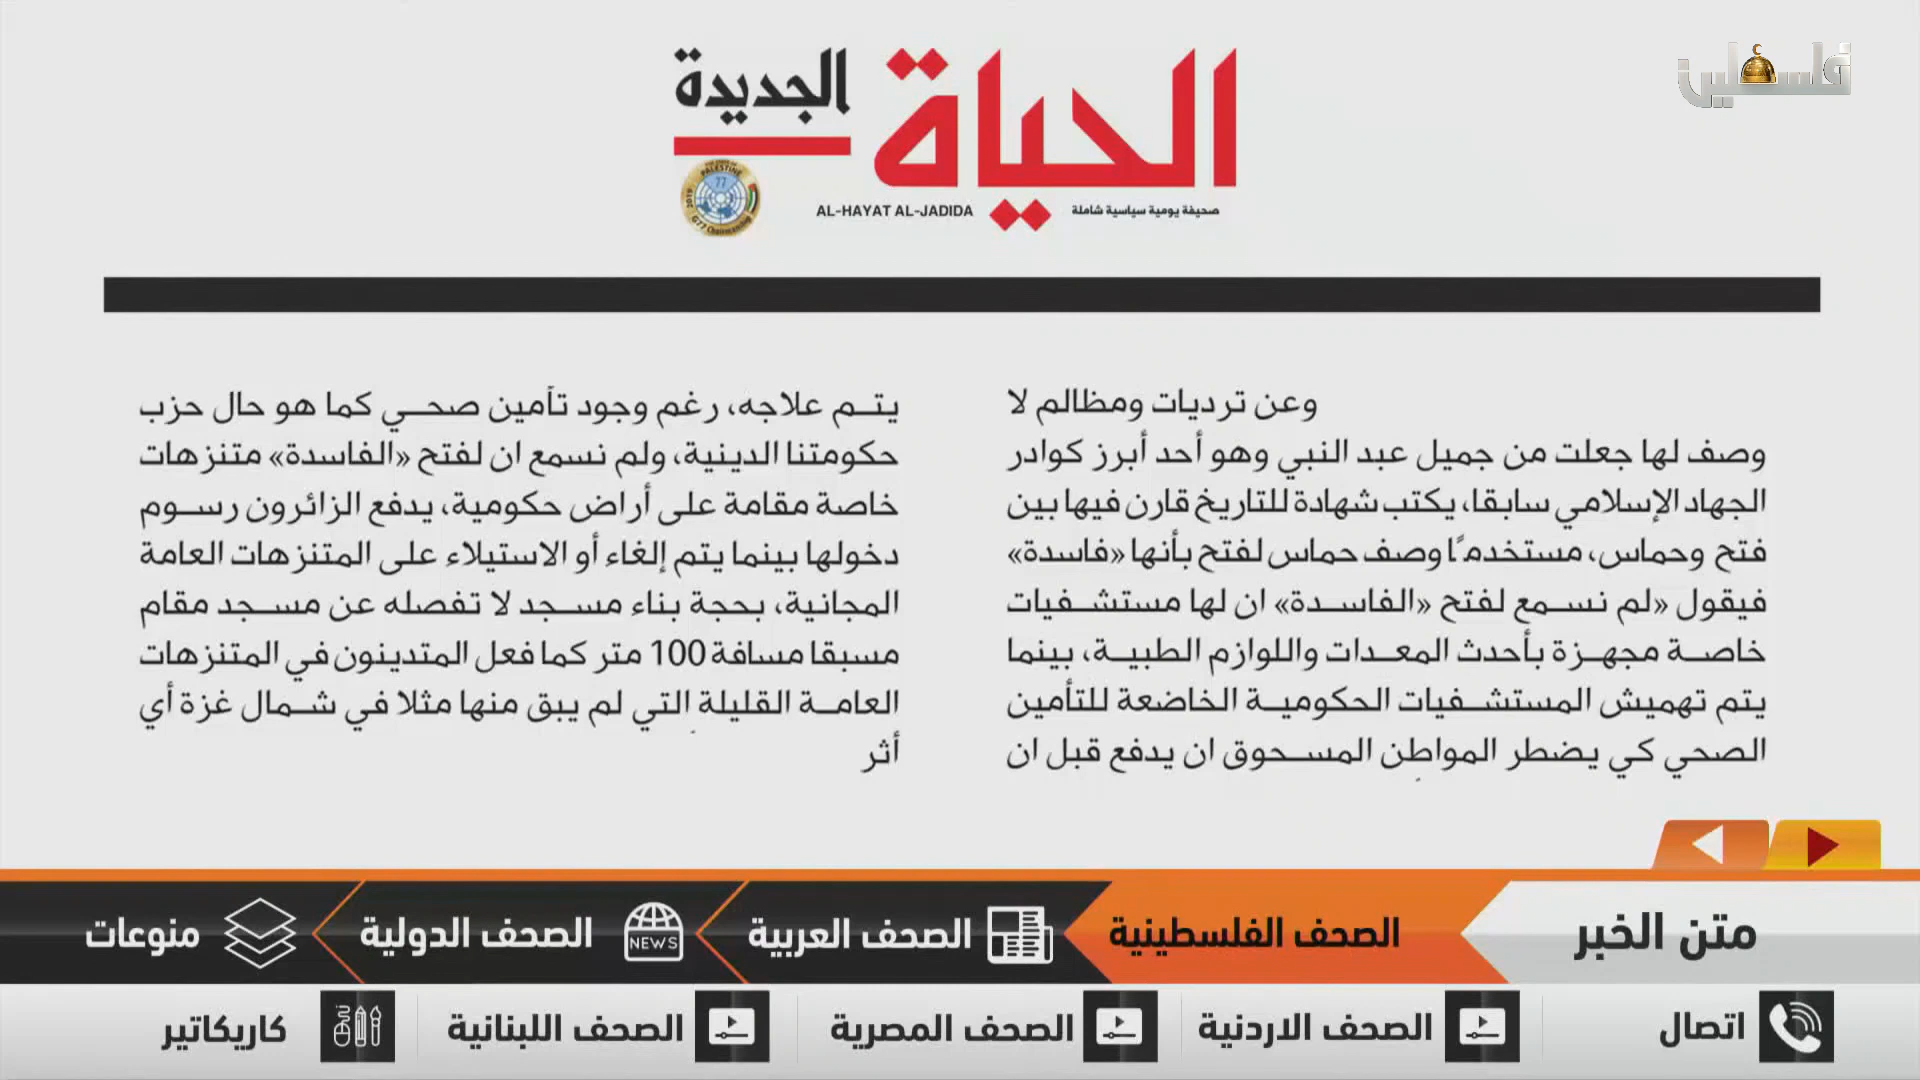 فلسطين
الحياة
الجديدة
صحيفة يومية سياسية شاملة
AL-HAYAT AL-JADIDA
PALESTINE
77
2019
G77 Chairmanship
وعن ترديات ومظالم لا
وصف لها جعلت من جميل عبد النبي وهو أحد أبرز كوادر
الجهاد الإسلامي سابقا، يكتب شهادة للتاريخ قارن فيها بين
فتح وحماس، مستخدمًا وصف حماس لفتح بأنها «فاسدة»
فيقول «لم نسمع لفتح «الفاسدة» ان لها مستشفيات
خاصة مجهزة بأحدث المعدات واللوازم الطبية، بينما
يتم تهميش المستشفيات الحكومية الخاضعة للتأمين
الصحي كي يضطر المواطن المسحوق ان يدفع قبل ان
يتم علاجه، رغم وجود تأمين صحي كما هو حال حزب
حكومتنا الدينية، ولم نسمع ان لفتح «الفاسدة» متنزهات
خاصة مقامة على أراض حكومية، يدفع الزائرون رسوم
دخولها بينما يتم إلغاء أو الاستيلاء على المتنزهات العامة
المجانية، بحجة بناء مسجد لا تفصله عن مسجد مقام
مسبقا مسافة 100 متر كما فعل المتدينون في المتنزهات
العامة القليلة التي لم يبق منها مثلا في شمال غزة أي
أثر
متن الخبر
الصحف الفلسطينية
الصحف العربية
NEWS
الصحف الدولية
منوعات
اتصال
الصحف الاردنية
الصحف المصرية
الصحف اللبنانية
كاريكاتير